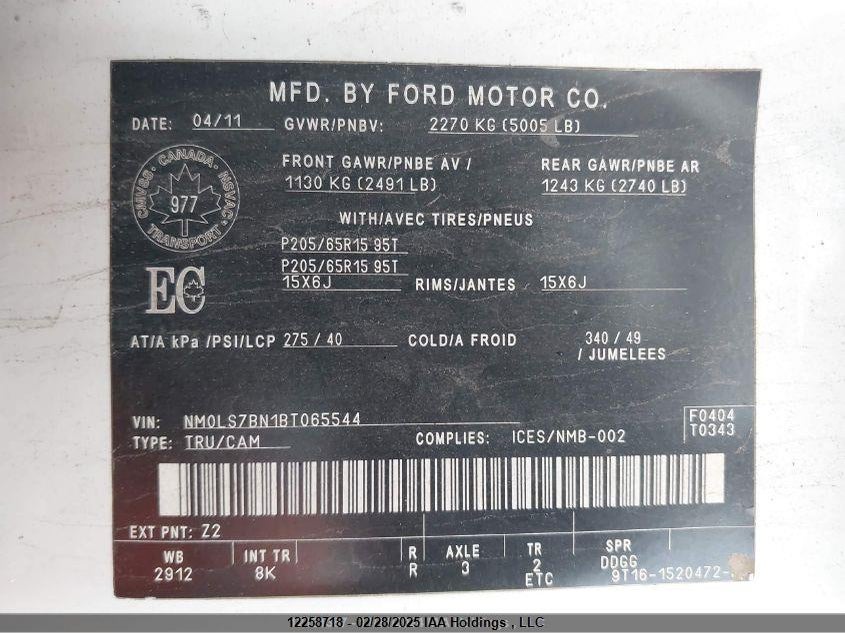 MFD. BY FORD MOTOR CO.
DATE: 04/11 GVWR/PNBV: 2270 KG (5005 LB)
FRONT GAWR/PNBE AV / REAR GAWR/PNBE AR
1130 KG (2491 LB) 1243 KG (2740 LB)
CMVSS. CANADA. NSVAC
977
TRANSPORT
WITH/AVEC TIRES/PNEUS
P205/65R15 95T
P205/65R15 95T
15X6J RIMS/JANTES 15X6J
EC
AT/A kPa /PSI/LCP 275 / 40 COLD/A FROID 340 / 49
/ JUMELEES
VIN: NM0LS7BN1BT065544 F0404
TYPE: TRU/CAM COMPLIES: ICES/NMB-002 T0343
EXT PNT: Z2
WB INT TR R AXLE TR SPR
2912 8K R 3 2 DDGG
ETC 9T16-1520472-
12258718 - 02/28/2025 IAA Holdings , LLC